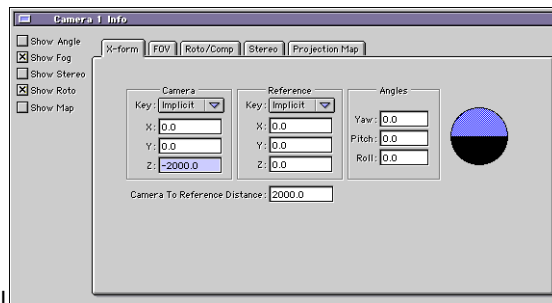 Camera 1 Info
Show Angle
Show Fog
Show Stereo
Show Roto
Show Map
X-form FOV Roto/Comp Stereo Projection Map
Camera
Key: Implicit
X: 0.0
Y: 0.0
Z: -2000.0
Reference
Key: Implicit
X: 0.0
Y: 0.0
Z: 0.0
Angles
Yaw: 0.0
Pitch: 0.0
Roll: 0.0
Camera To Reference Distance: 2000.0